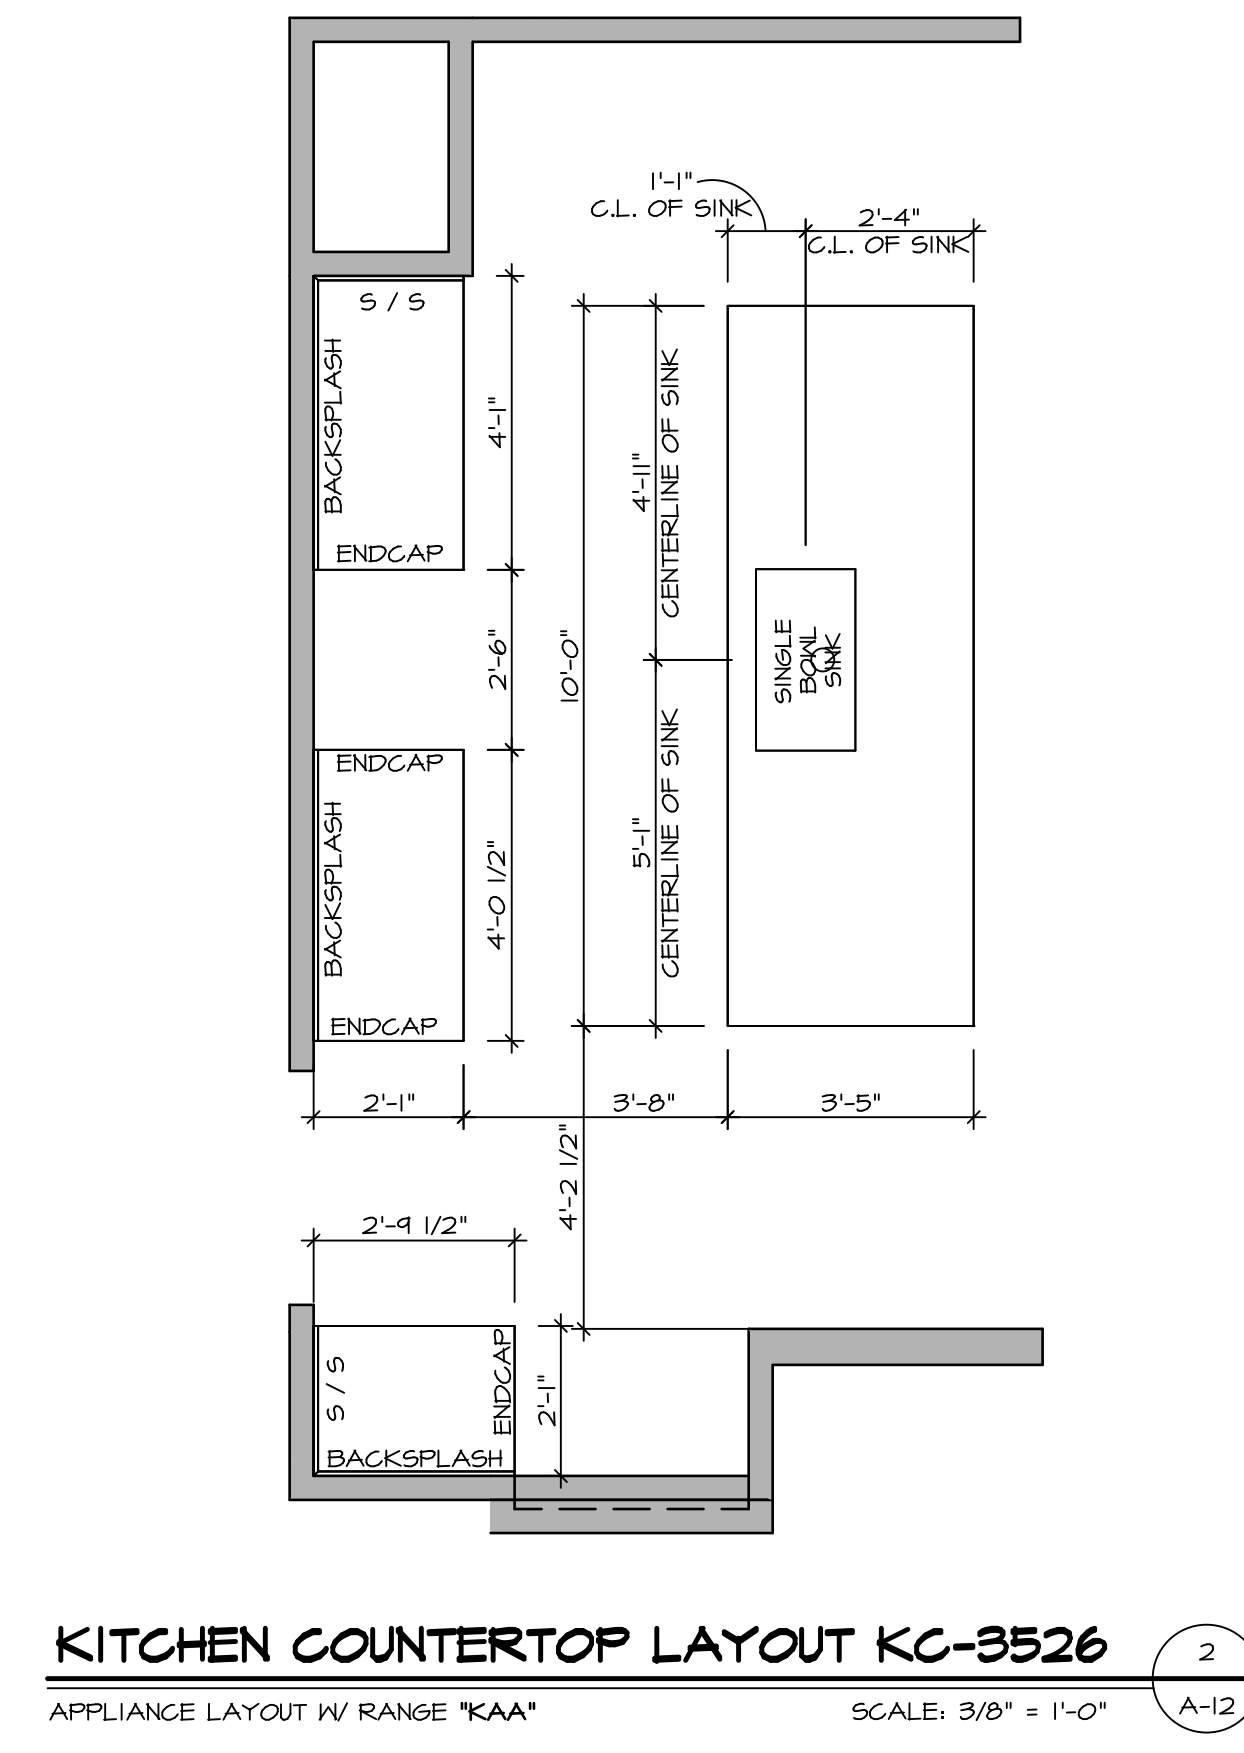 1'-1"
C.L. OF SINK
2'-4"
C.L. OF SINK
S / S
BACKSPLASH
ENDCAP
4'-1"
2'-6"
10'-0"
4'-11"
CENTERLINE OF SINK
SINGLE
BOWL
SINK
ENDCAP
BACKSPLASH
ENDCAP
4'-0 1/2"
5'-1"
CENTERLINE OF SINK
2'-1"
3'-8"
3'-5"
4'-2 1/2"
2'-9 1/2"
S / S
ENDCAP
BACKSPLASH
2'-1"
KITCHEN COUNTERTOP LAYOUT KC-3526
2
APPLIANCE LAYOUT W/ RANGE "KAA"
SCALE: 3/8" = 1'-0"
A-12